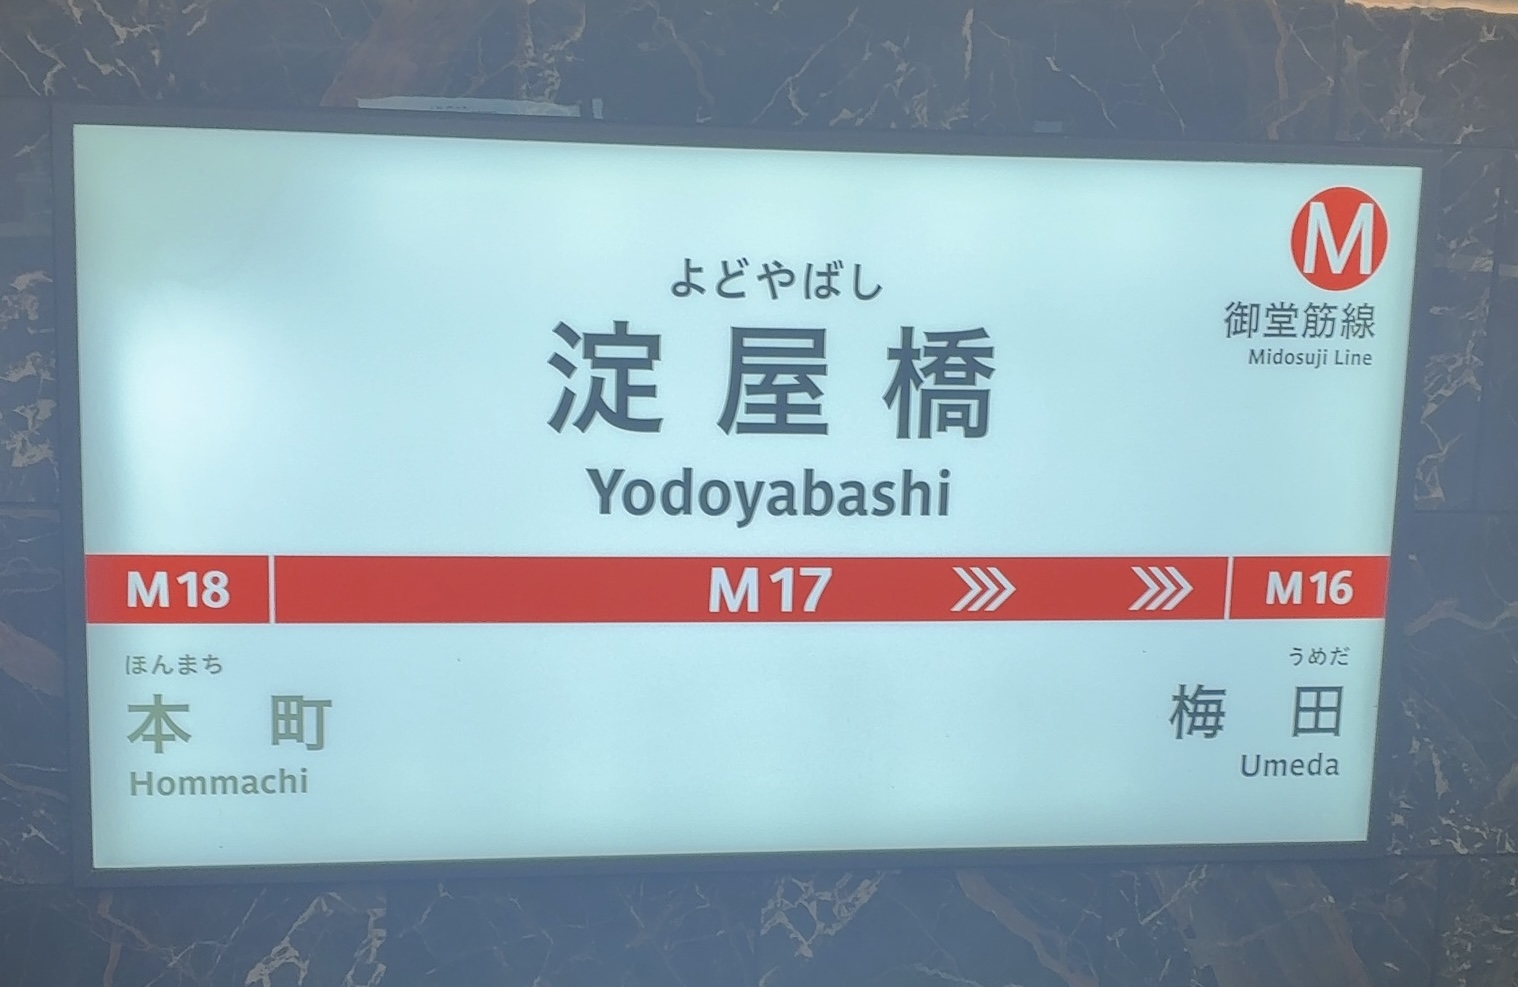 M
御堂筋線
Midosuji Line
よどやばし
淀屋橋
Yodoyabashi
M18 M17 M16
ほんまち
本町
Hommachi
うめだ
梅田
Umeda